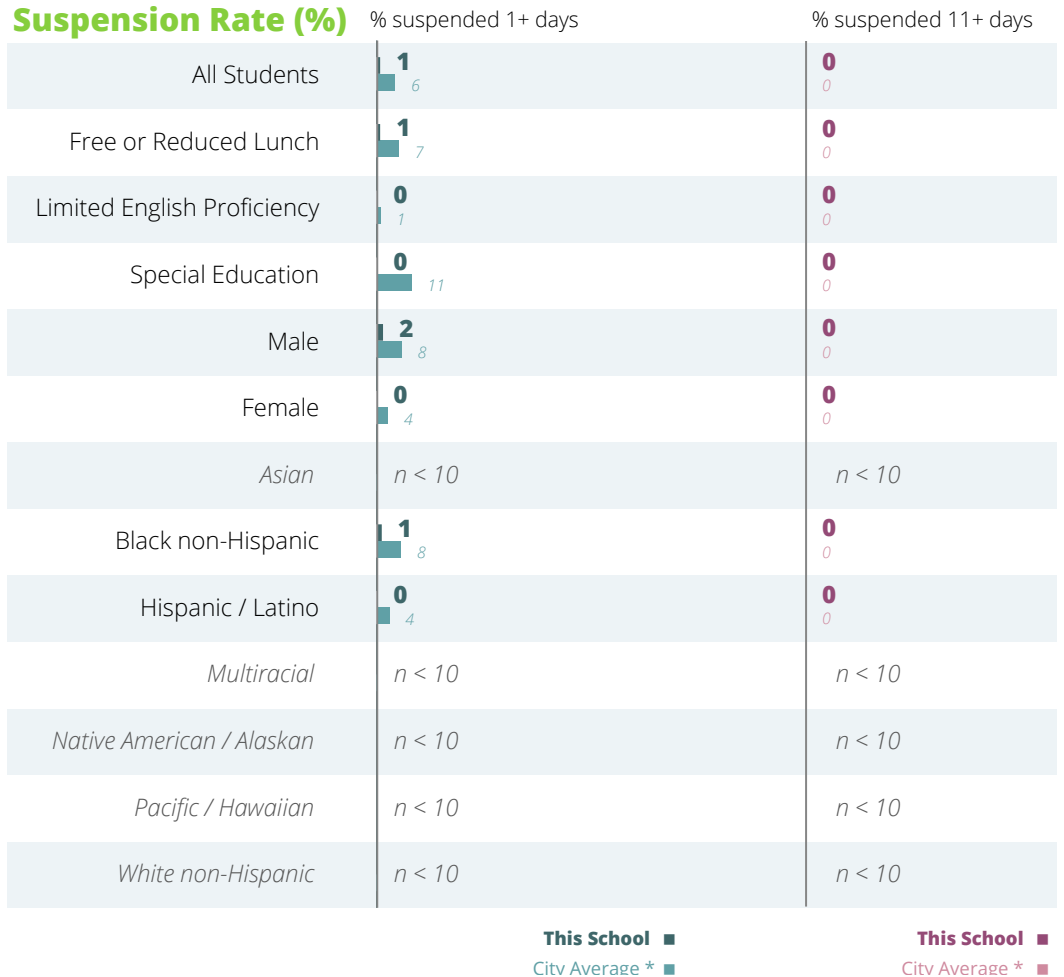 Suspension Rate (%) % suspended 1+ days % suspended 11+ days
All Students 1 0
6 0
Free or Reduced Lunch 1 0
7 0
Limited English Proficiency 0 0
1 0
Special Education 0 0
11 0
Male 2 0
8 0
Female 0 0
4 0
Asian n < 10 n < 10
Black non-Hispanic 1 0
8 0
Hispanic / Latino 0 0
4 0
Multiracial n < 10 n < 10
Native American / Alaskan n < 10 n < 10
Pacific / Hawaiian n < 10 n < 10
White non-Hispanic n < 10 n < 10
This School This School
City Average * City Average *